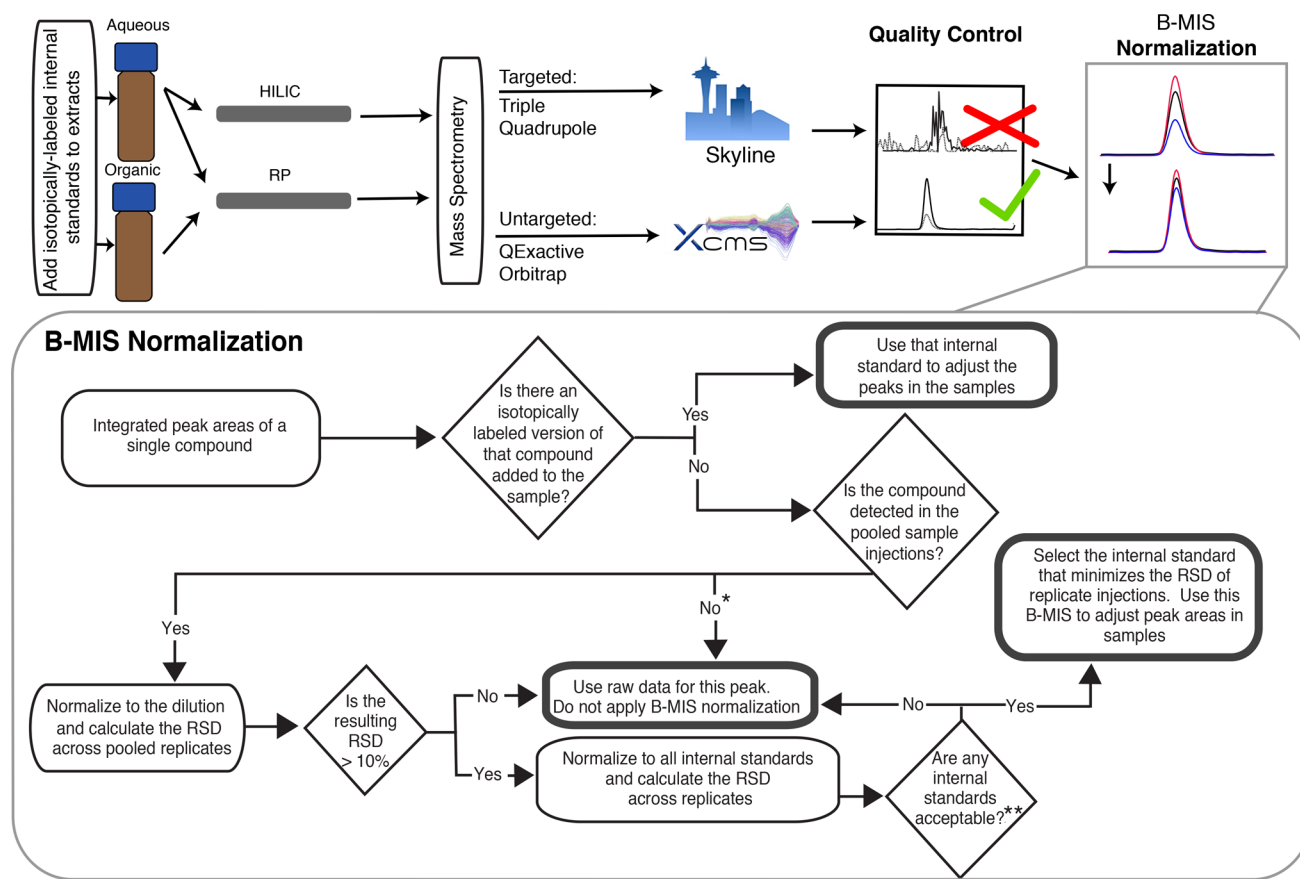 Add isotopically-labeled internal
standards to extracts
Aqueous
Organic
HILIC
RP
Mass Spectrometry
Targeted:
Triple
Quadrupole
Skyline
Untargeted:
QExactive
Orbitrap
XCMS
Quality Control
B-MIS
Normalization
B-MIS Normalization
Integrated peak areas of a
single compound
Is there an
isotopically
labeled version of
that compound
added to the
sample?
Yes
No
Use that internal
standard to adjust the
peaks in the samples
Is the compound
detected in the
pooled sample
injections?
Yes
No*
Normalize to the dilution
and calculate the RSD
across pooled replicates
Is the
resulting
RSD
> 10%
No
Yes
Use raw data for this peak.
Do not apply B-MIS normalization
Normalize to all internal standards
and calculate the RSD
across replicates
Are any
internal
standards
acceptable?**
No
Yes
Select the internal standard
that minimizes the RSD of
replicate injections. Use this
B-MIS to adjust peak areas in
samples